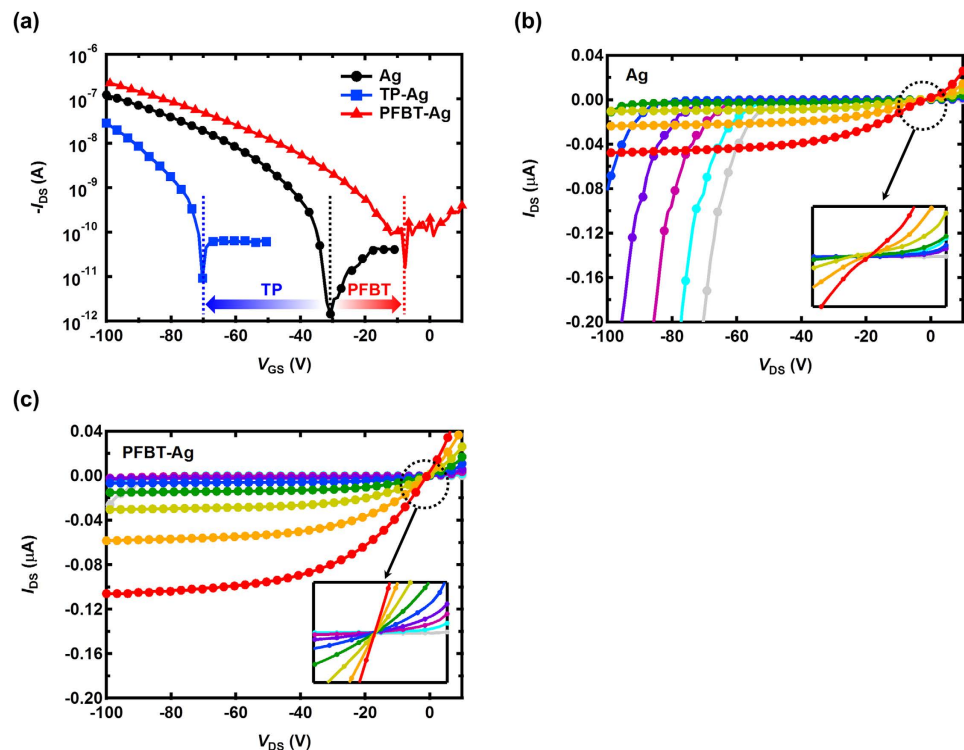 (a)
-I_DS (A)
10^-6
10^-7
10^-8
10^-9
10^-10
10^-11
10^-12
Ag
TP-Ag
PFBT-Ag
TP
PFBT
-100 -80 -60 -40 -20 0
V_GS (V)
(b)
I_DS (μA)
0.04
0.00
-0.04
-0.08
-0.12
-0.16
-0.20
Ag
-100 -80 -60 -40 -20 0
V_DS (V)
(c)
I_DS (μA)
0.04
0.00
-0.04
-0.08
-0.12
-0.16
-0.20
PFBT-Ag
-100 -80 -60 -40 -20 0
V_DS (V)